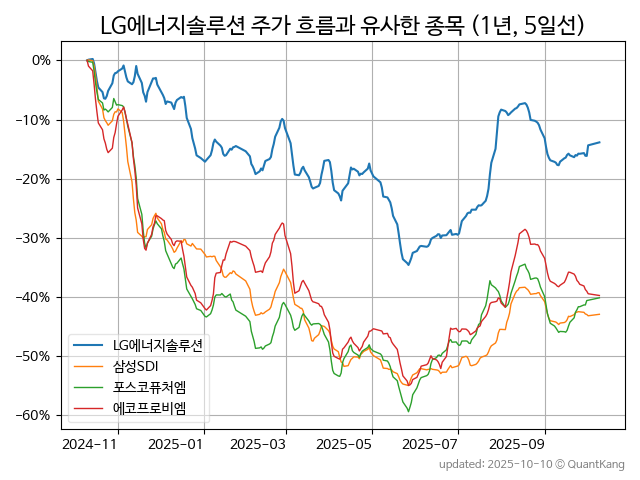 LG에너지솔루션 주가 흐름과 유사한 종목 (1년, 5일선)
0%
−10%
−20%
−30%
−40%
−50%
−60%
LG에너지솔루션
삼성SDI
포스코퓨처엠
에코프로비엠
2024−11 2025−01 2025−03 2025−05 2025−07 2025−09
updated: 2025-10-10 © QuantKang